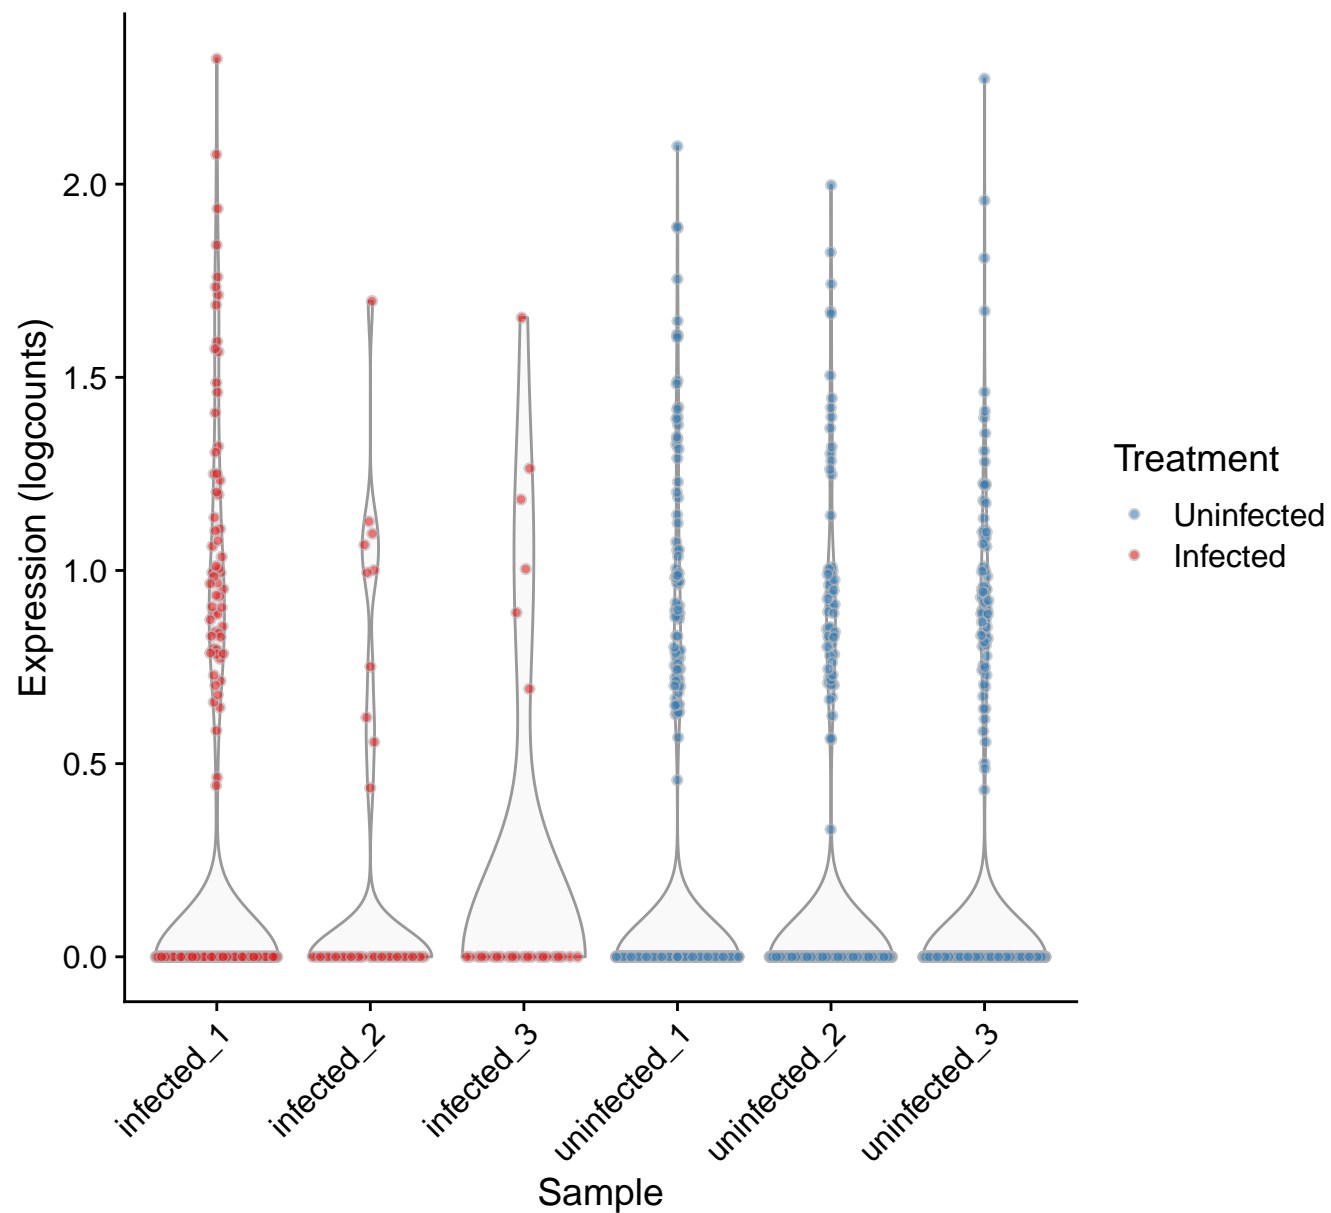 Expression (logcounts)
2.0
1.5
1.0
0.5
0.0
infected_1
infected_2
infected_3
uninfected_1
uninfected_2
uninfected_3
Sample
Treatment
Uninfected
Infected